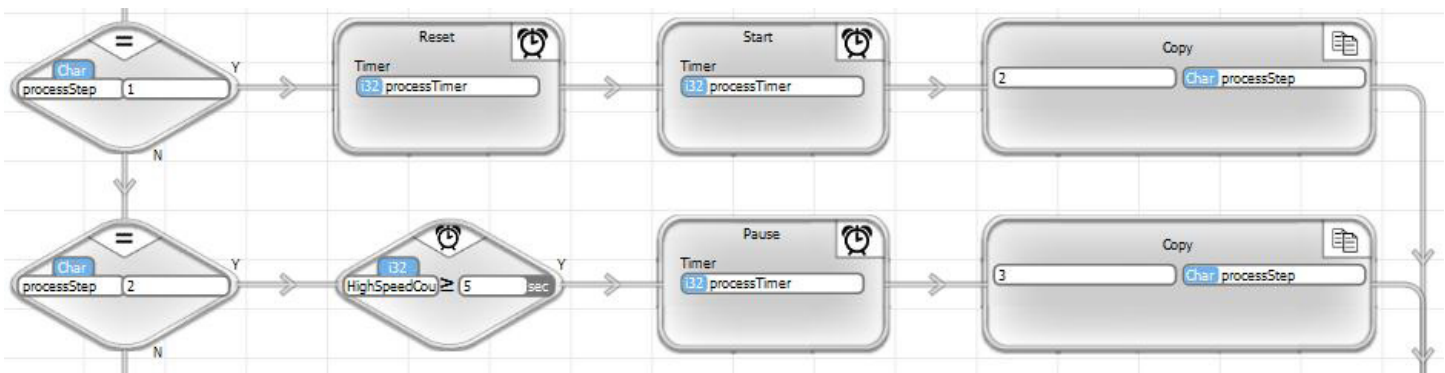 =
Char
processStep 1
Y
N
Reset
Timer
i32 processTimer
Start
Timer
i32 processTimer
Copy
2 Char processStep
=
Char
processStep 2
Y
N
i32
HighSpeedCou ≥ 5 sec
Y
Pause
Timer
i32 processTimer
Copy
3 Char processStep